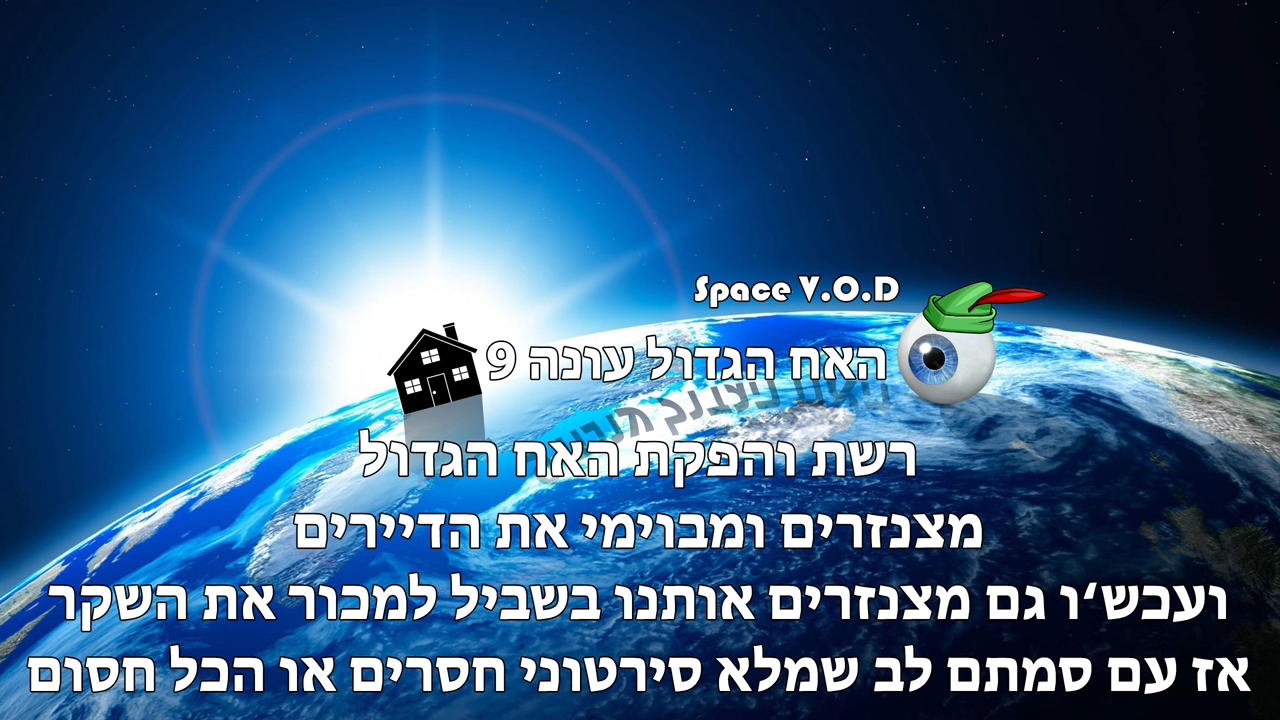 Space V.O.D
האח הגדול עונה 9
רשת והפקת האח הגדול
מצנזרים ומבוימי את הדיירים
ועכש'ו גם מצנזרים אותנו בשביל למכור את השקר
אז עם סמתם לב שמלא סירטוני חסרים או הכל חסום